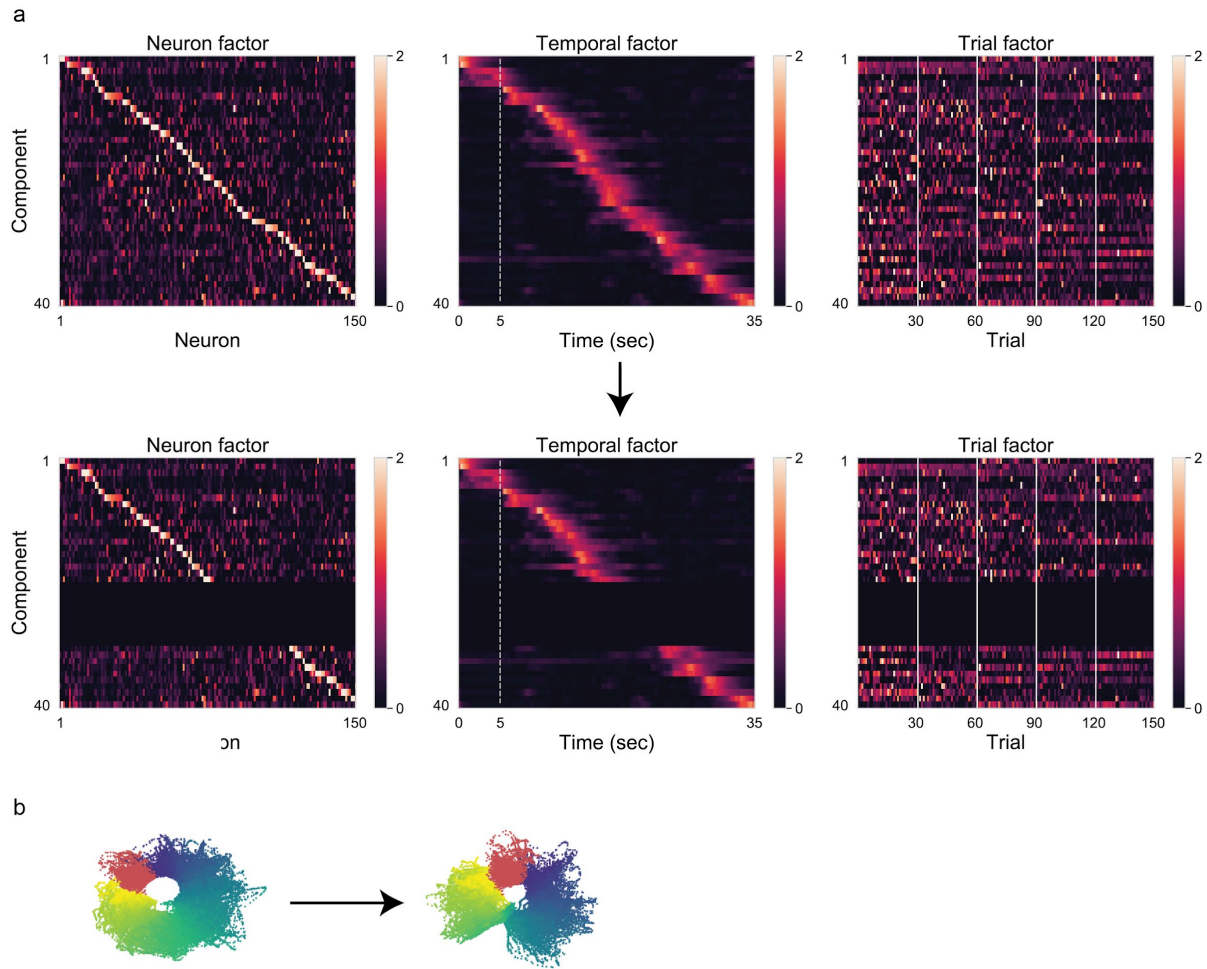 a
Neuron factor Temporal factor Trial factor
1 2 1 2 1 2
Component
40 0 40 0 40 0
1 150 0 5 35 30 60 90 120 150
Neuron Time (sec) Trial
Neuron factor Temporal factor Trial factor
1 2 1 2 1 2
Component
40 0 40 0 40 0
1 150 0 5 35 30 60 90 120 150
on Time (sec) Trial
b